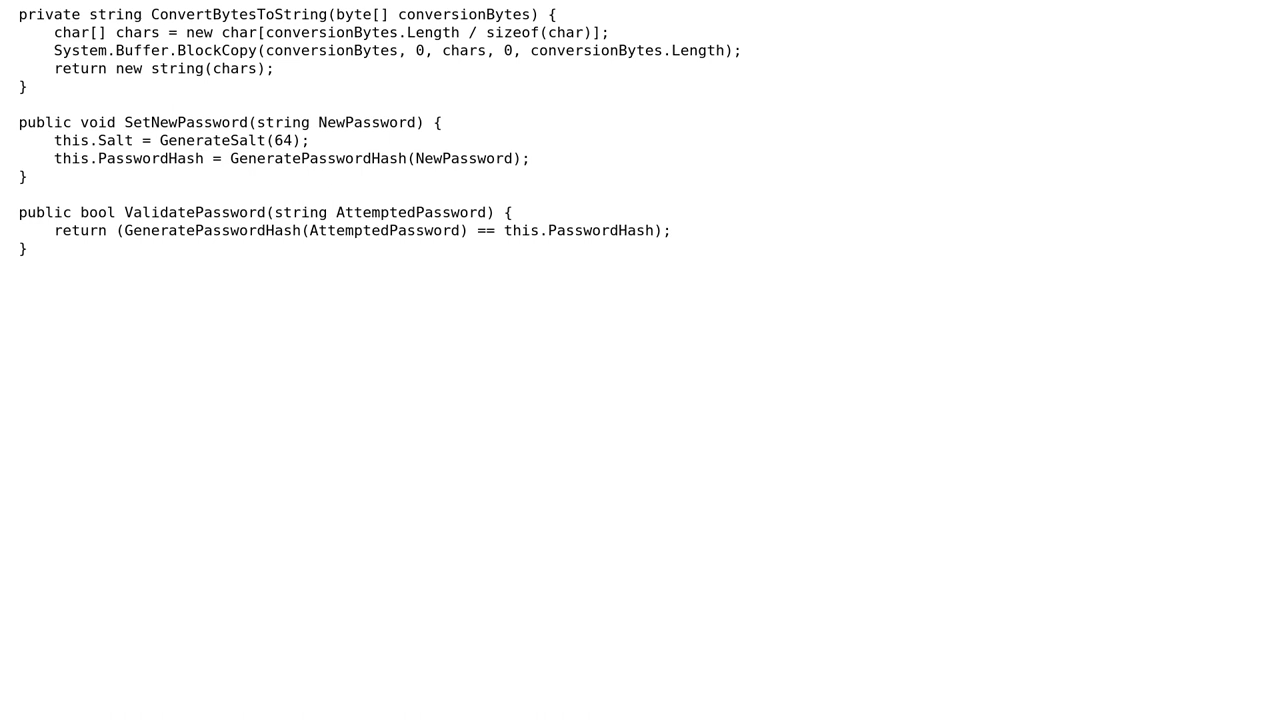 private string ConvertBytesToString(byte[] conversionBytes) {
    char[] chars = new char[conversionBytes.Length / sizeof(char)];
    System.Buffer.BlockCopy(conversionBytes, 0, chars, 0, conversionBytes.Length);
    return new string(chars);
}

public void SetNewPassword(string NewPassword) {
    this.Salt = GenerateSalt(64);
    this.PasswordHash = GeneratePasswordHash(NewPassword);
}

public bool ValidatePassword(string AttemptedPassword) {
    return (GeneratePasswordHash(AttemptedPassword) == this.PasswordHash);
}